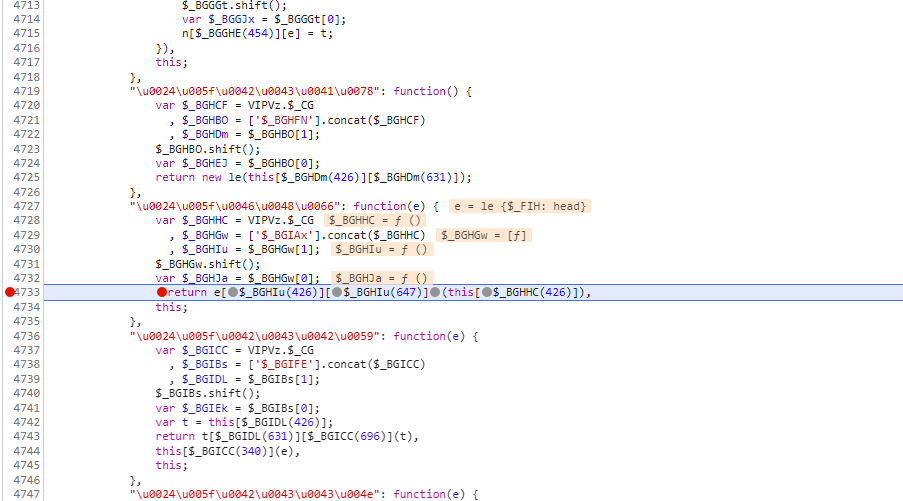 4713 $_BGGGt.shift();
4714 var $_BGGJx = $_BGGGt[0];
4715 n[$_BGGHE(454)][e] = t;
4716 }),
4717 this;
4718 },
4719 "\u0024\u005f\u0042\u0043\u0041\u0078": function() {
4720 var $_BGHCF = VIPVz.$_CG
4721 , $_BGHBO = ['$_BGHFN'].concat($_BGHCF)
4722 , $_BGHDm = $_BGHBO[1];
4723 $_BGHBO.shift();
4724 var $_BGHEJ = $_BGHBO[0];
4725 return new le(this[$_BGHDm(426)][$_BGHDm(631)]);
4726 },
4727 "\u0024\u005f\u0046\u0048\u0066": function(e) { e = le {$_FIH: head}
4728 var $_BGHHC = VIPVz.$_CG $_BGHHC = ƒ ()
4729 , $_BGHGw = ['$_BGIAx'].concat($_BGHHC) $_BGHGw = [ƒ]
4730 , $_BGHIu = $_BGHGw[1]; $_BGHIu = ƒ ()
4731 $_BGHGw.shift();
4732 var $_BGHJa = $_BGHGw[0]; $_BGHJa = ƒ ()
4733 return e[$_BGHIu(426)][$_BGHIu(647)](this[$_BGHHC(426)]),
4734 this;
4735 },
4736 "\u0024\u005f\u0042\u0043\u0042\u0059": function(e) {
4737 var $_BGICC = VIPVz.$_CG
4738 , $_BGIBs = ['$_BGIFE'].concat($_BGICC)
4739 , $_BGIDL = $_BGIBs[1];
4740 $_BGIBs.shift();
4741 var $_BGIEk = $_BGIBs[0];
4742 var t = this[$_BGIDL(426)];
4743 return t[$_BGIDL(631)][$_BGICC(696)](t),
4744 this[$_BGICC(340)](e),
4745 this;
4746 },
4747 "\u0024\u005f\u0042\u0043\u0043\u004e": function(e) {